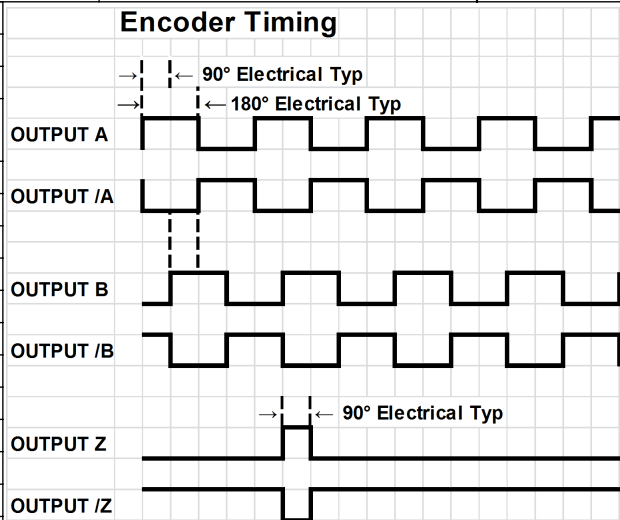 Encoder Timing
→ ← 90° Electrical Typ
→ ← 180° Electrical Typ
OUTPUT A
OUTPUT /A
OUTPUT B
OUTPUT /B
→ ← 90° Electrical Typ
OUTPUT Z
OUTPUT /Z